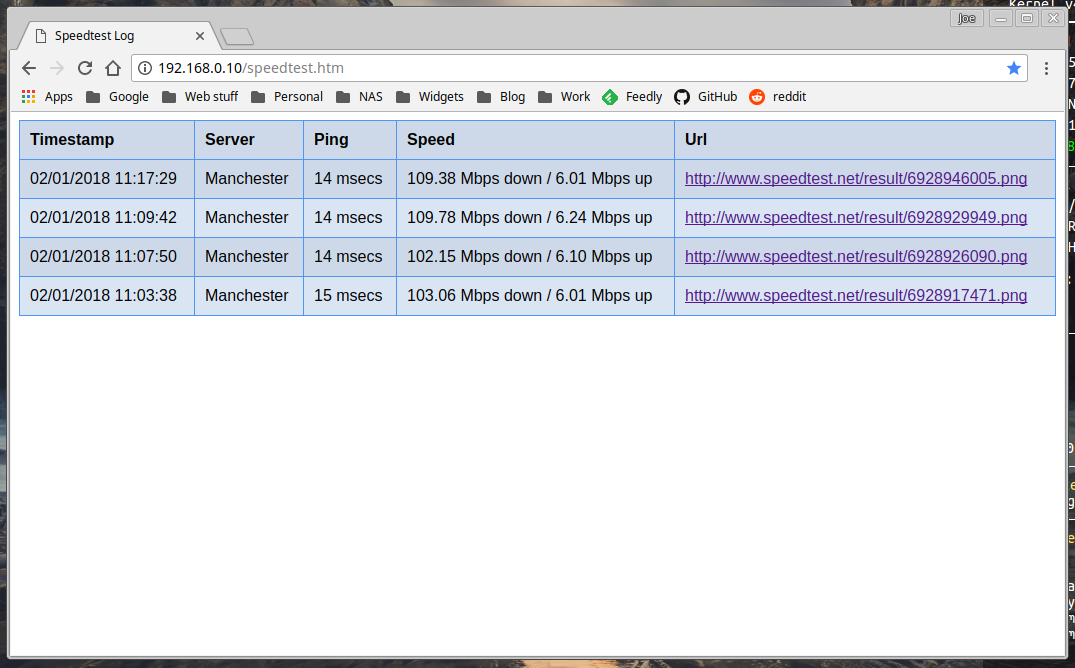 Kernel
Joe
Speedtest Log
192.168.0.10/speedtest.htm
Apps Google Web stuff Personal NAS Widgets Blog Work Feedly GitHub reddit
Timestamp Server Ping Speed Url
02/01/2018 11:17:29 Manchester 14 msecs 109.38 Mbps down / 6.01 Mbps up http://www.speedtest.net/result/6928946005.png
02/01/2018 11:09:42 Manchester 14 msecs 109.78 Mbps down / 6.24 Mbps up http://www.speedtest.net/result/6928929949.png
02/01/2018 11:07:50 Manchester 14 msecs 102.15 Mbps down / 6.10 Mbps up http://www.speedtest.net/result/6928926090.png
02/01/2018 11:03:38 Manchester 15 msecs 103.06 Mbps down / 6.01 Mbps up http://www.speedtest.net/result/6928917471.png